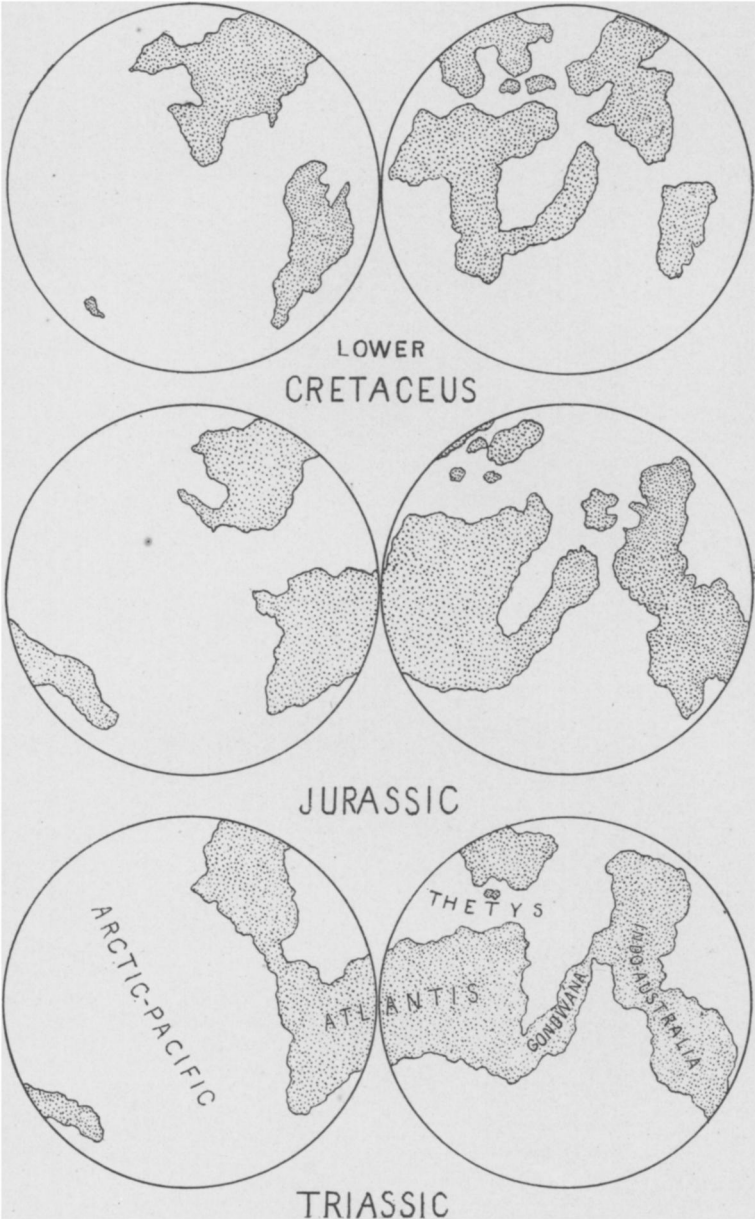 LOWER
CRETACEUS
JURASSIC
THETYS
ARCTIC-PACIFIC
ATLANTIS
GONDWANA
INDO-AUSTRALIA
TRIASSIC